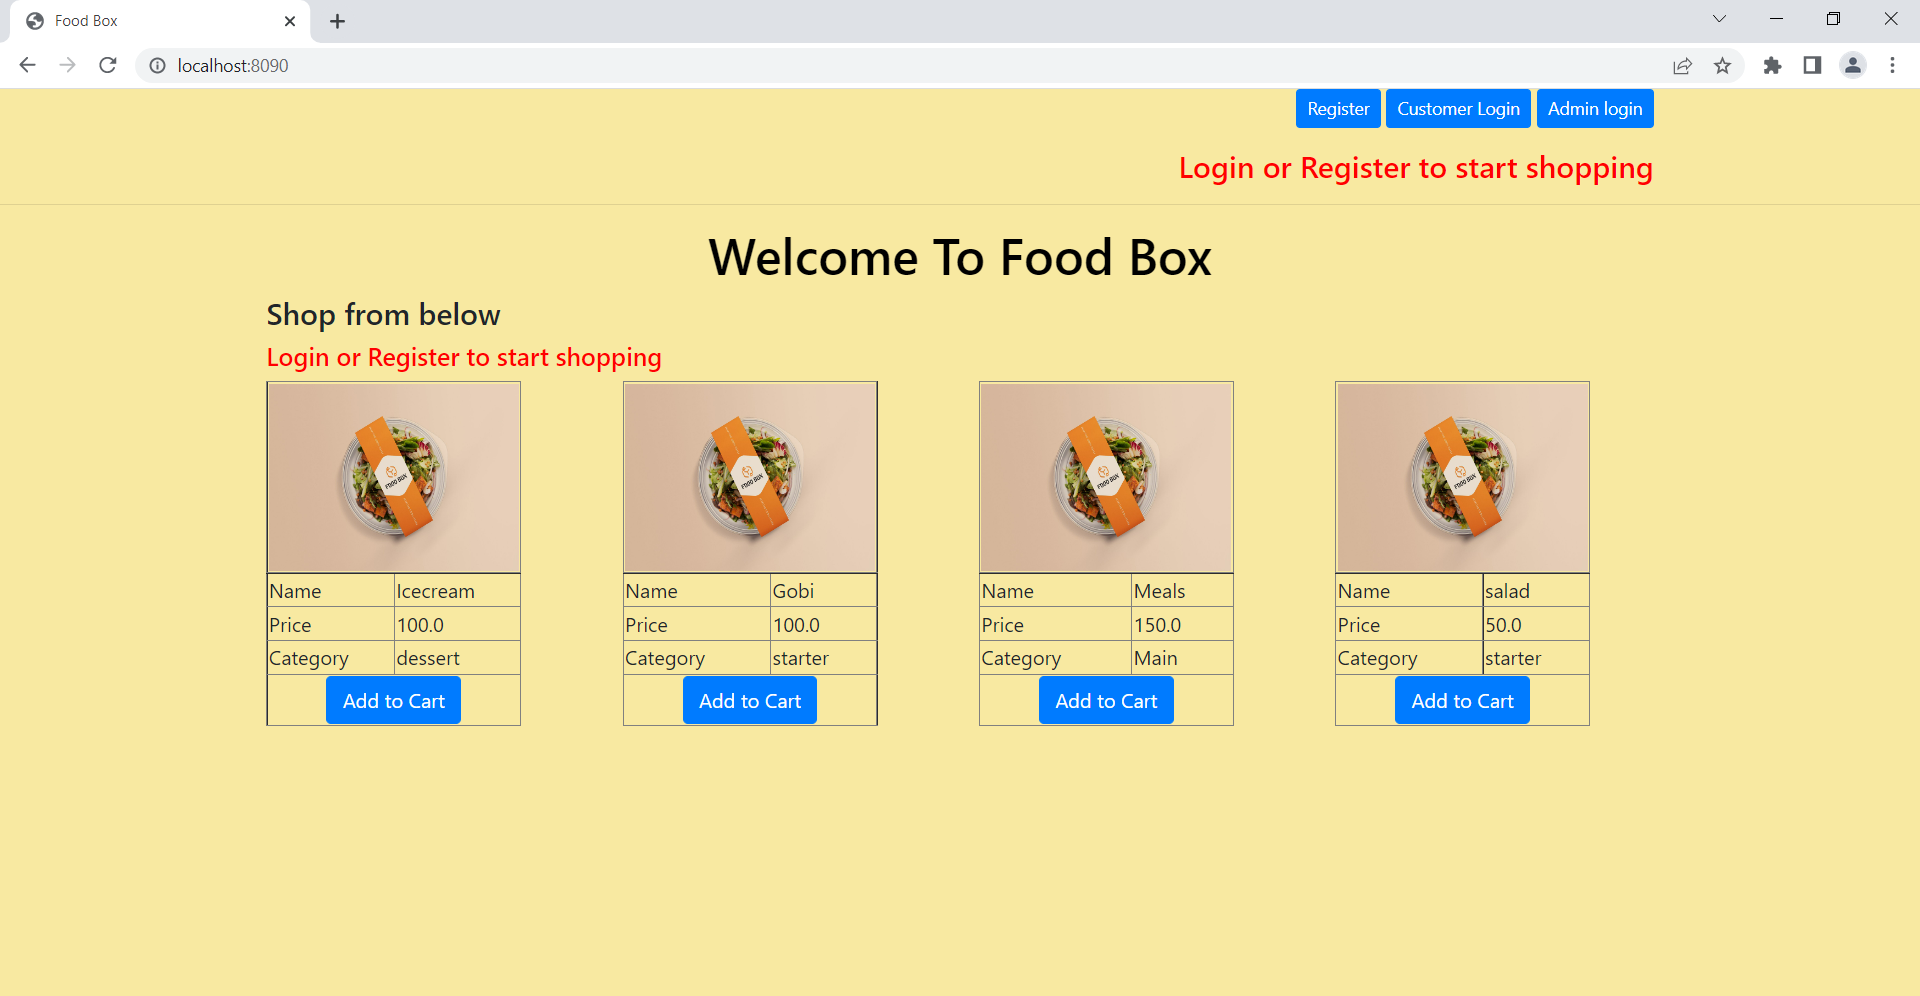 Food Box
localhost:8090
Register Customer Login Admin login
Login or Register to start shopping
Welcome To Food Box
Shop from below
Login or Register to start shopping
FOOD BOX FOOD BOX FOOD BOX FOOD BOX
Name Icecream Name Gobi Name Meals Name salad
Price 100.0 Price 100.0 Price 150.0 Price 50.0
Category dessert Category starter Category Main Category starter
Add to Cart Add to Cart Add to Cart Add to Cart